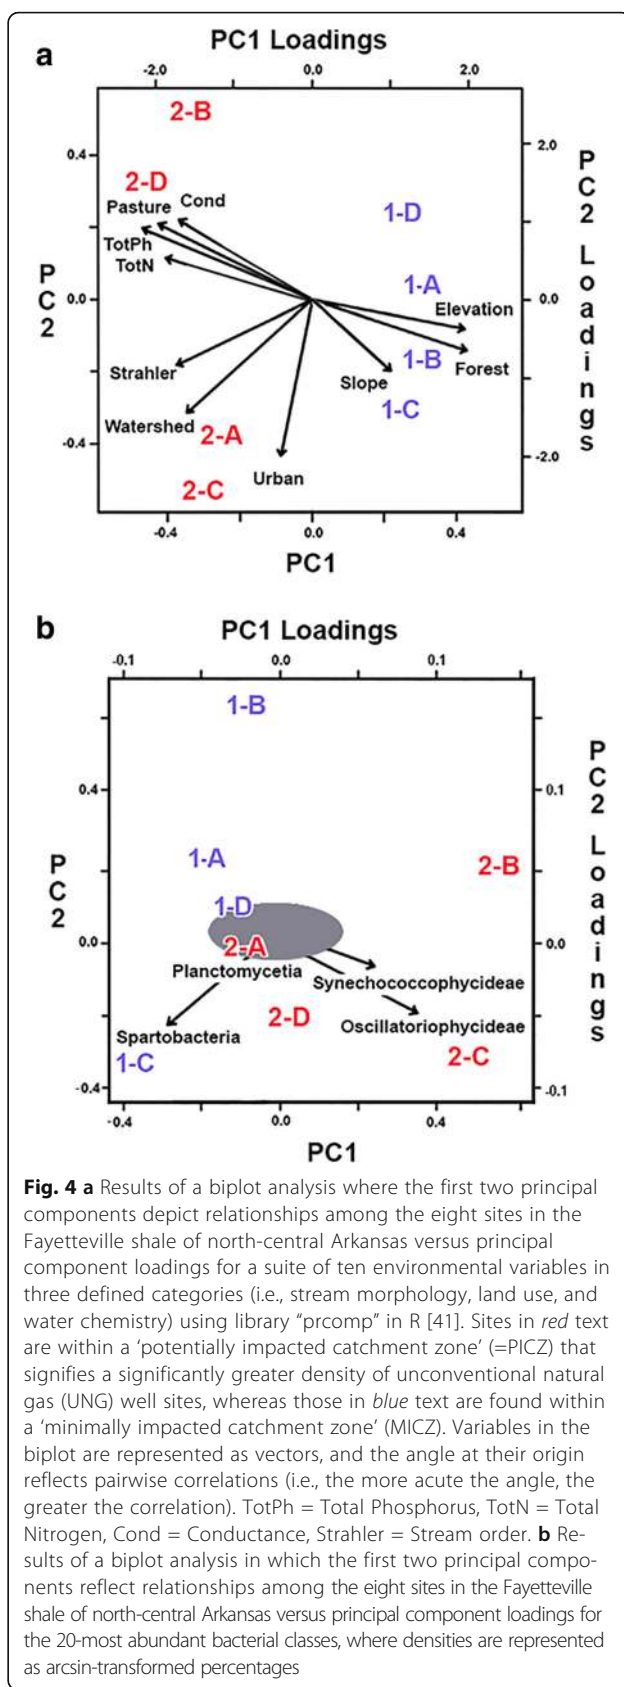 a
PC1 Loadings
-2.0 0.0 2.0
2-B
0.4
2.0
2-D
Pasture Cond
1-D
TotPh
TotN
PC2
0.0
1-A
0.0
Elevation
PC2 Loadings
Strahler
Slope
1-B
Forest
1-C
Watershed
2-A
-0.4
-2.0
Urban
2-C
-0.4 0.0 0.4
PC1
b
PC1 Loadings
-0.1 0.0 0.1
1-B
0.4
0.1
1-A
2-B
PC2
1-D
PC2 Loadings
0.0
2-A
0.0
Planctomycetia
Synechococcophycideae
2-D
Oscillatoriophycideae
Spartobacteria
1-C
2-C
-0.4
-0.1
-0.4 0.0 0.4
PC1
Fig. 4 a Results of a biplot analysis where the first two principal
components depict relationships among the eight sites in the
Fayetteville shale of north-central Arkansas versus principal
component loadings for a suite of ten environmental variables in
three defined categories (i.e., stream morphology, land use, and
water chemistry) using library “prcomp” in R [41]. Sites in red text
are within a ‘potentially impacted catchment zone’ (=PICZ) that
signifies a significantly greater density of unconventional natural
gas (UNG) well sites, whereas those in blue text are found within
a ‘minimally impacted catchment zone’ (MICZ). Variables in the
biplot are represented as vectors, and the angle at their origin
reflects pairwise correlations (i.e., the more acute the angle, the
greater the correlation). TotPh = Total Phosphorus, TotN = Total
Nitrogen, Cond = Conductance, Strahler = Stream order. b Re-
sults of a biplot analysis in which the first two principal compo-
nents reflect relationships among the eight sites in the Fayetteville
shale of north-central Arkansas versus principal component loadings for
the 20-most abundant bacterial classes, where densities are represented
as arcsin-transformed percentages